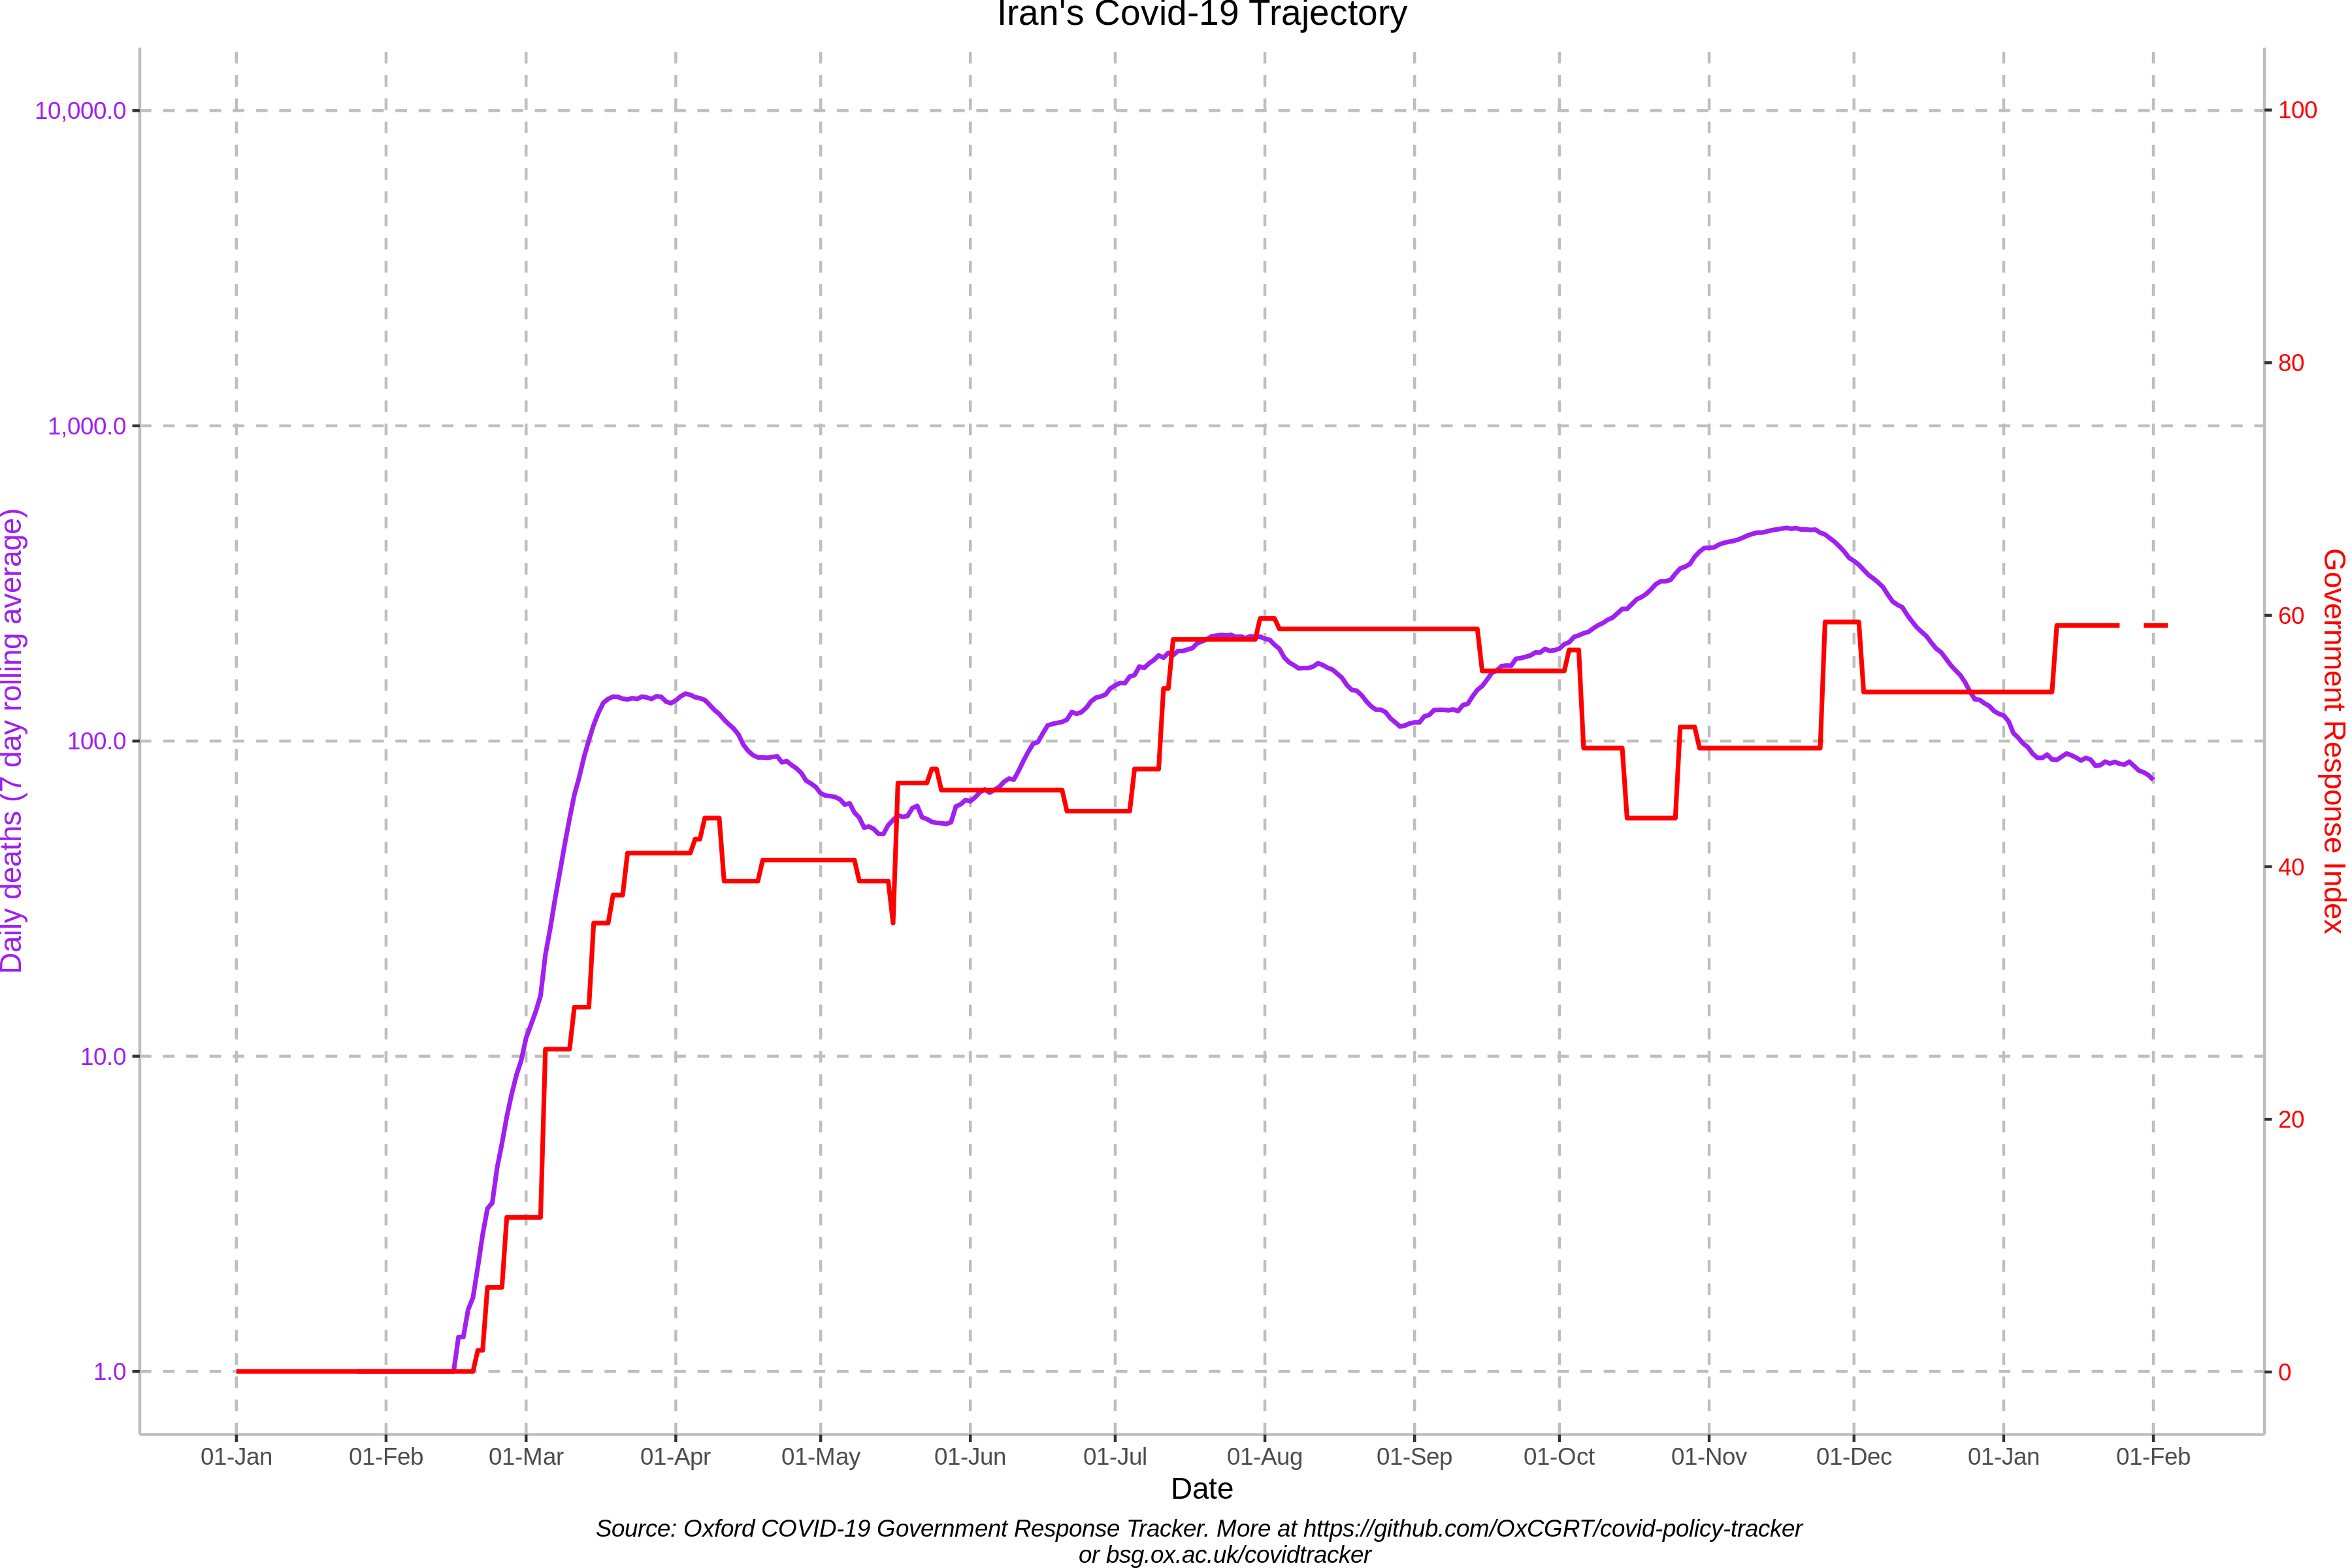 Iran's Covid-19 Trajectory
10,000.0
1,000.0
100.0
10.0
1.0
Daily deaths (7 day rolling average)
100
80
60
40
20
0
Government Response Index
01-Jan
01-Feb
01-Mar
01-Apr
01-May
01-Jun
01-Jul
01-Aug
01-Sep
01-Oct
01-Nov
01-Dec
01-Jan
01-Feb
Date
Source: Oxford COVID-19 Government Response Tracker. More at https://github.com/OxCGRT/covid-policy-tracker
or bsg.ox.ac.uk/covidtracker